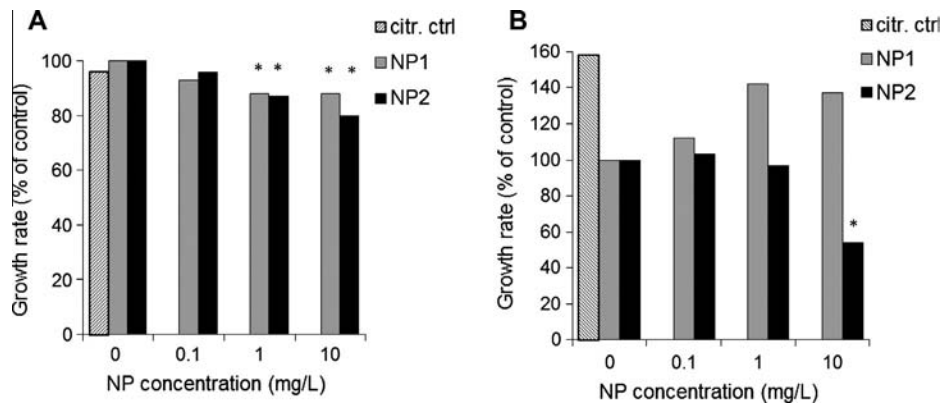 A
citr. ctrl
NP1
NP2
Growth rate (% of control)
100
80
60
40
20
0
* * * *
0 0.1 1 10
NP concentration (mg/L)
B
citr. ctrl
NP1
NP2
Growth rate (% of control)
160
140
120
100
80
60
40
20
0
*
0 0.1 1 10
NP concentration (mg/L)